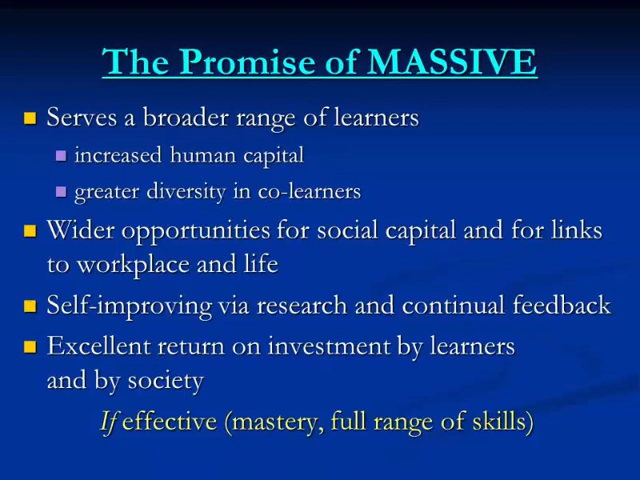 The Promise of MASSIVE
Serves a broader range of learners
increased human capital
greater diversity in co-learners
Wider opportunities for social capital and for links
to workplace and life
Self-improving via research and continual feedback
Excellent return on investment by learners
and by society
If effective (mastery, full range of skills)